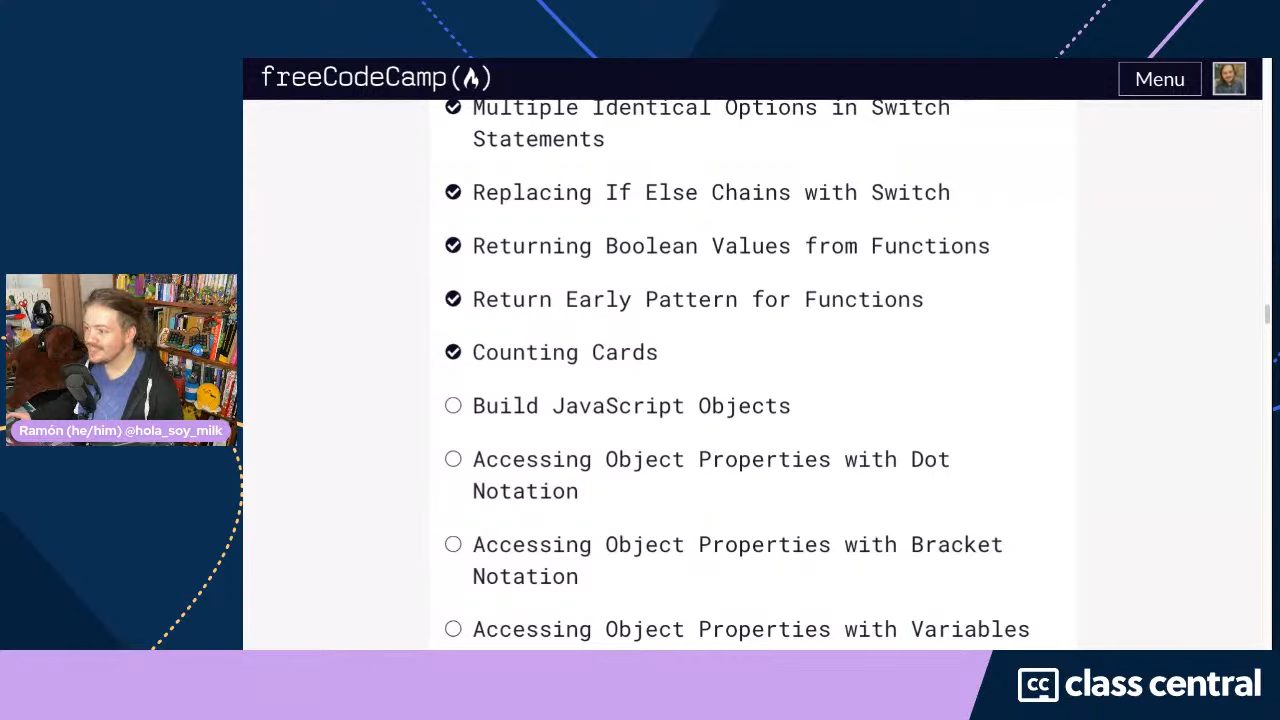 freeCodeCamp
Menu
Multiple Identical Options in Switch
Statements
Replacing If Else Chains with Switch
Returning Boolean Values from Functions
Return Early Pattern for Functions
Counting Cards
Build JavaScript Objects
Accessing Object Properties with Dot
Notation
Accessing Object Properties with Bracket
Notation
Accessing Object Properties with Variables
Ramón (he/him) @hola_soy_milk
cc class central